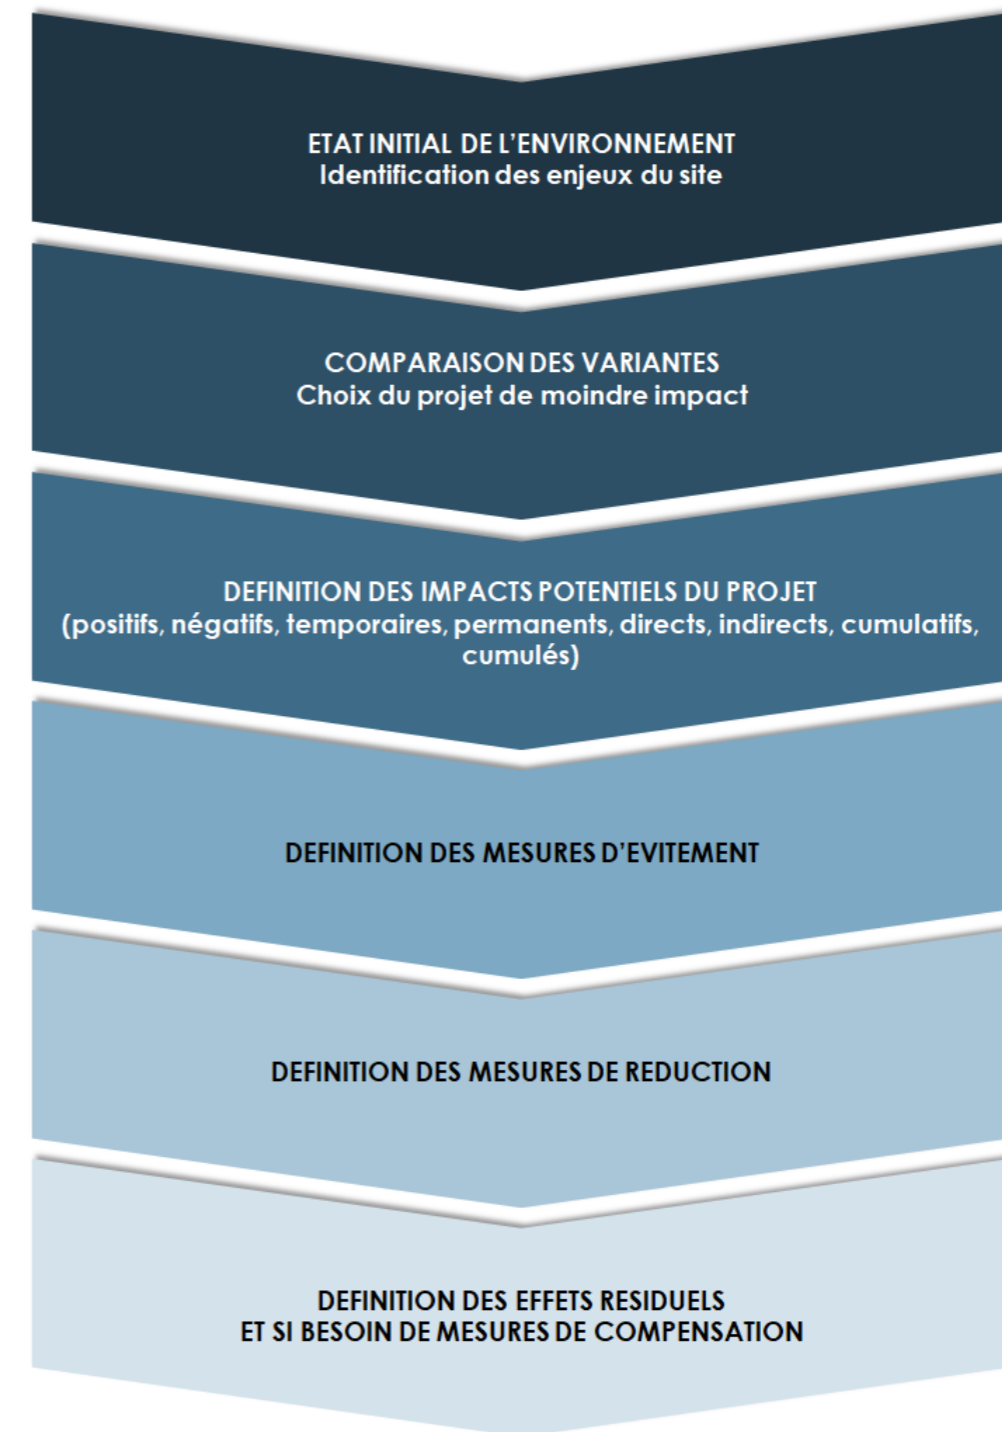 ETAT INITIAL DE L'ENVIRONNEMENT
Identification des enjeux du site
COMPARAISON DES VARIANTES
Choix du projet de moindre impact
DEFINITION DES IMPACTS POTENTIELS DU PROJET
(positifs, négatifs, temporaires, permanents, directs, indirects, cumulatifs,
cumulés)
DEFINITION DES MESURES D'EVITEMENT
DEFINITION DES MESURES DE REDUCTION
DEFINITION DES EFFETS RESIDUELS
ET SI BESOIN DE MESURES DE COMPENSATION